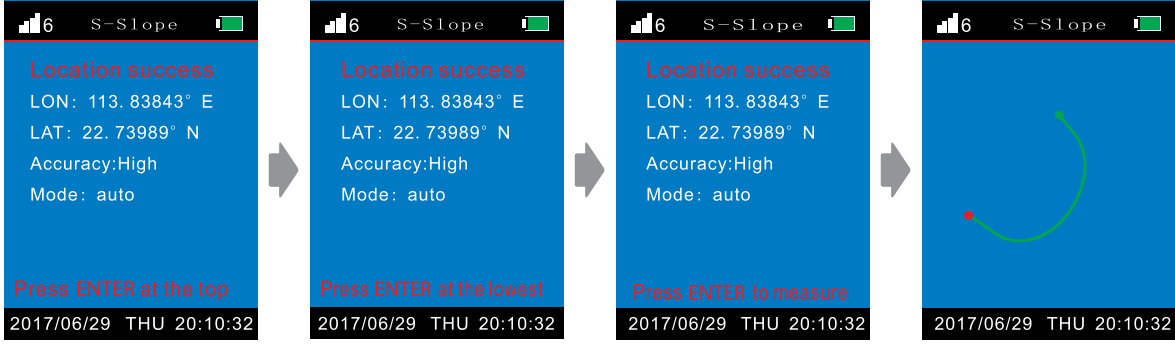 6 S-Slope
Location success
LON: 113.83843° E
LAT: 22.73989° N
Accuracy:High
Mode: auto
Press ENTER at the top
2017/06/29 THU 20:10:32
6 S-Slope
Location success
LON: 113.83843° E
LAT: 22.73989° N
Accuracy:High
Mode: auto
Press ENTER at the lowest
2017/06/29 THU 20:10:32
6 S-Slope
Location success
LON: 113.83843° E
LAT: 22.73989° N
Accuracy:High
Mode: auto
Press ENTER to measure
2017/06/29 THU 20:10:32
6 S-Slope
2017/06/29 THU 20:10:32